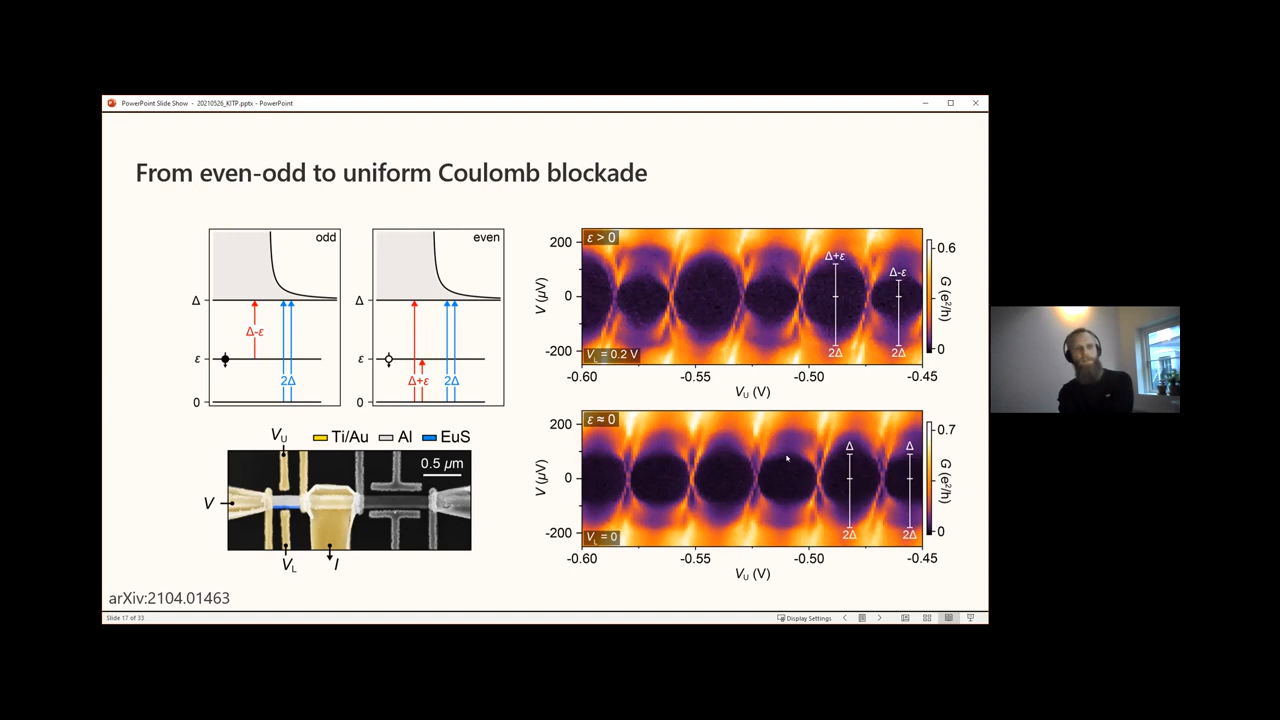 PowerPoint Slide Show - 20210526_KITP.pptx - PowerPoint
From even-odd to uniform Coulomb blockade
odd
even
Δ
Δ-ε
ε
2Δ
0
Δ
ε
Δ+ε
2Δ
0
V_U
Ti/Au
Al
EuS
0.5 μm
V
V_L
I
ε > 0
V_L = 0.2 V
Δ+ε
Δ-ε
2Δ
2Δ
200
0
-200
-0.60
-0.55
-0.50
-0.45
V_U (V)
0.6
0
G (e²/h)
ε ≈ 0
V_L = 0
Δ
Δ
2Δ
2Δ
200
0
-200
-0.60
-0.55
-0.50
-0.45
V_U (V)
0.7
0
G (e²/h)
arXiv:2104.01463
Slide 17 of 33
Display Settings